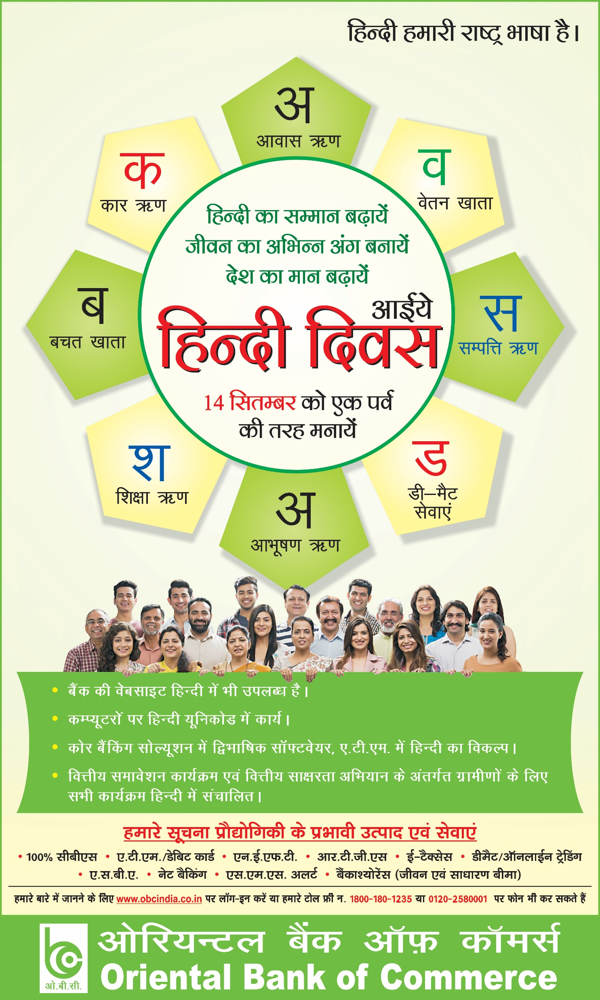 हिन्दी हमारी राष्ट्र भाषा है।
अ
आवास ऋण
क
कार ऋण
व
वेतन खाता
हिन्दी का सम्मान बढ़ायें
जीवन का अभिन्न अंग बनायें
देश का मान बढ़ायें
आईये
हिन्दी दिवस
14 सितम्बर को एक पर्व
की तरह मनायें
ब
बचत खाता
स
सम्पत्ति ऋण
श
शिक्षा ऋण
ड
डी–मैट
सेवाएं
अ
आभूषण ऋण
• बैंक की वेबसाइट हिन्दी में भी उपलब्ध है।
• कम्प्यूटरों पर हिन्दी यूनिकोड में कार्य।
• कोर बैंकिंग सोल्यूशन में द्विभाषिक सॉफ्टवेयर, ए.टी.एम. में हिन्दी का विकल्प।
• वित्तीय समावेशन कार्यक्रम एवं वित्तीय साक्षरता अभियान के अंतर्गत ग्रामीणों के लिए
सभी कार्यक्रम हिन्दी में संचालित।
हमारे सूचना प्रौद्योगिकी के प्रभावी उत्पाद एवं सेवाएं
• 100% सीबीएस • ए.टी.एम./डेबिट कार्ड • एन.ई.एफ.टी. • आर.टी.जी.एस • ई-टैक्सेस • डीमैट/ऑनलाईन ट्रेडिंग
• ए.स.बी.ए. • नेट बैकिंग • एस.एम.एस. अलर्ट • बैंकाश्योरेंस (जीवन एवं साधारण बीमा)
हमारे बारे में जानने के लिए www.obcindia.co.in पर लॉग-इन करें या हमारे टोल फ्री न. 1800-180-1235 या 0120-2580001 पर फोन भी कर सकते हैं
ओ.बी.सी.
ओरियन्टल बैंक ऑफ़ कॉमर्स
Oriental Bank of Commerce